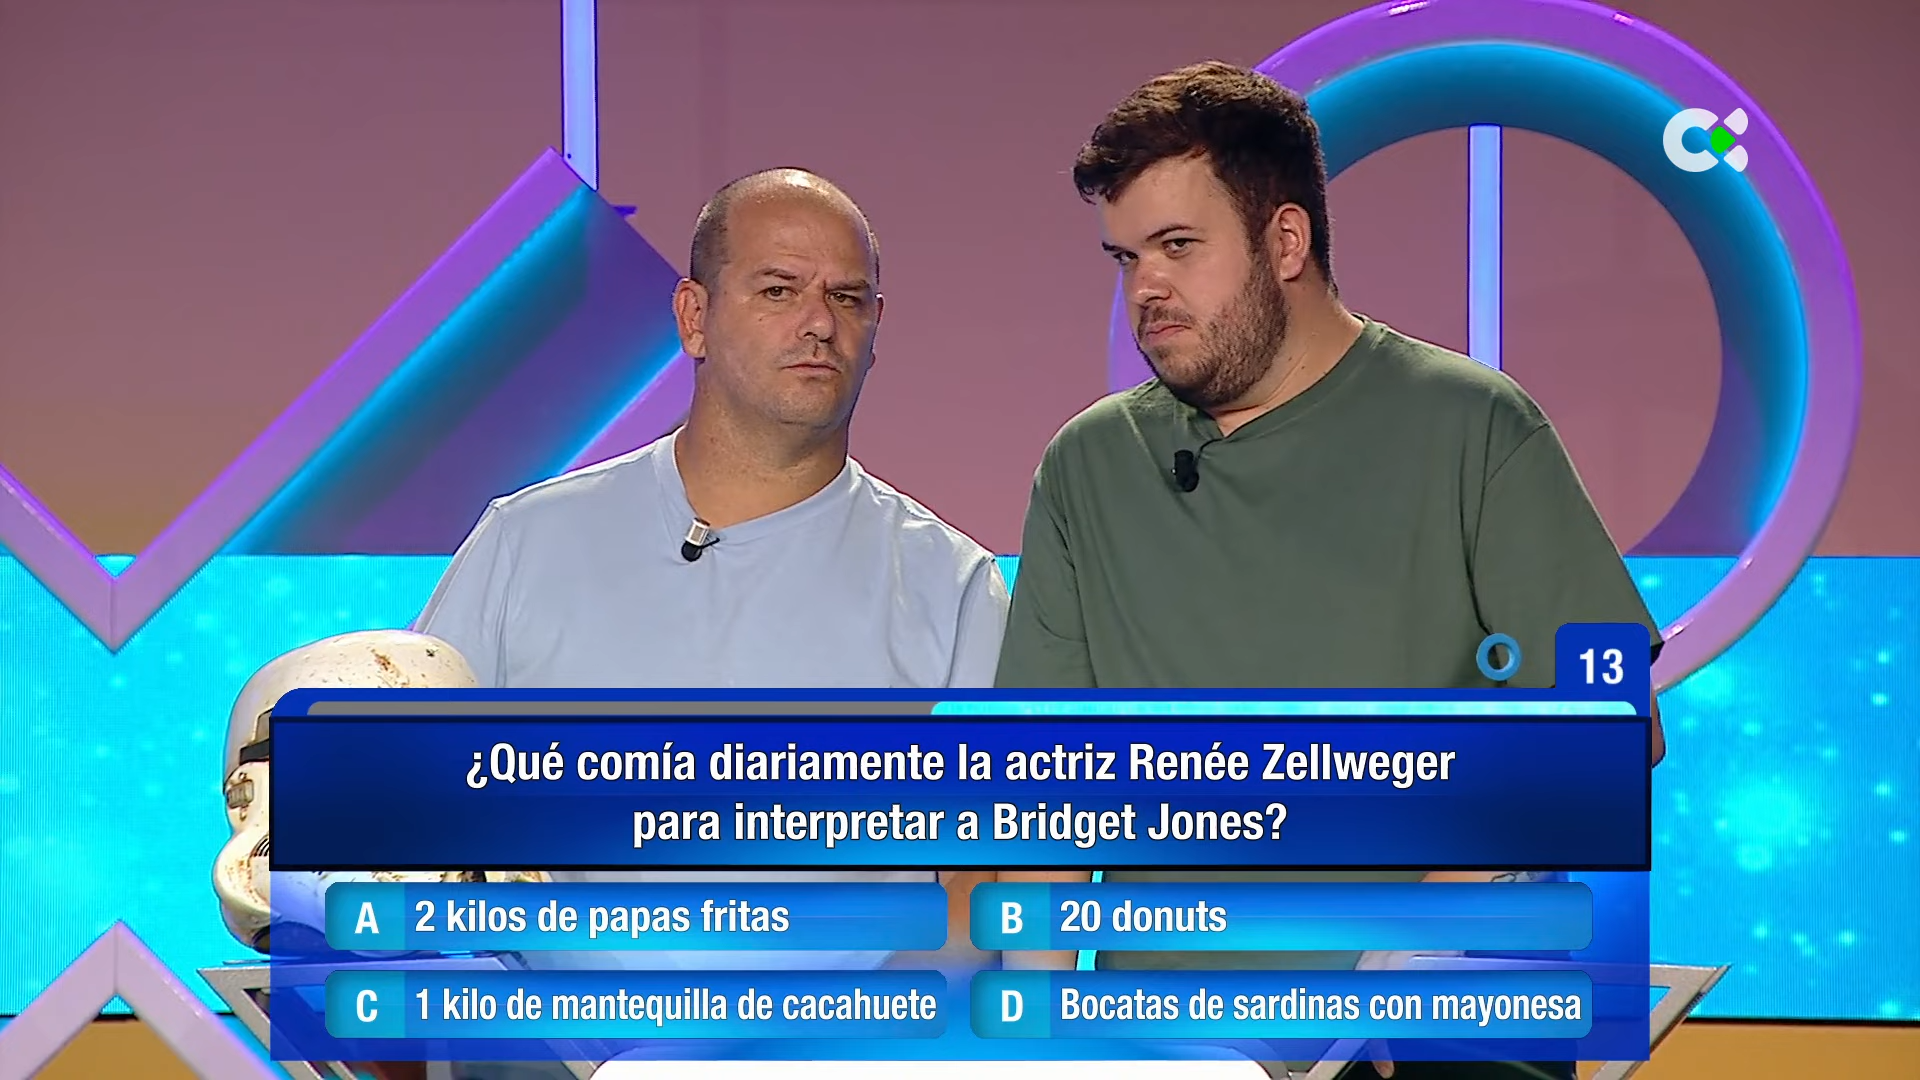 13
¿Qué comía diariamente la actriz Renée Zellweger
para interpretar a Bridget Jones?
A 2 kilos de papas fritas
B 20 donuts
C 1 kilo de mantequilla de cacahuete
D Bocatas de sardinas con mayonesa